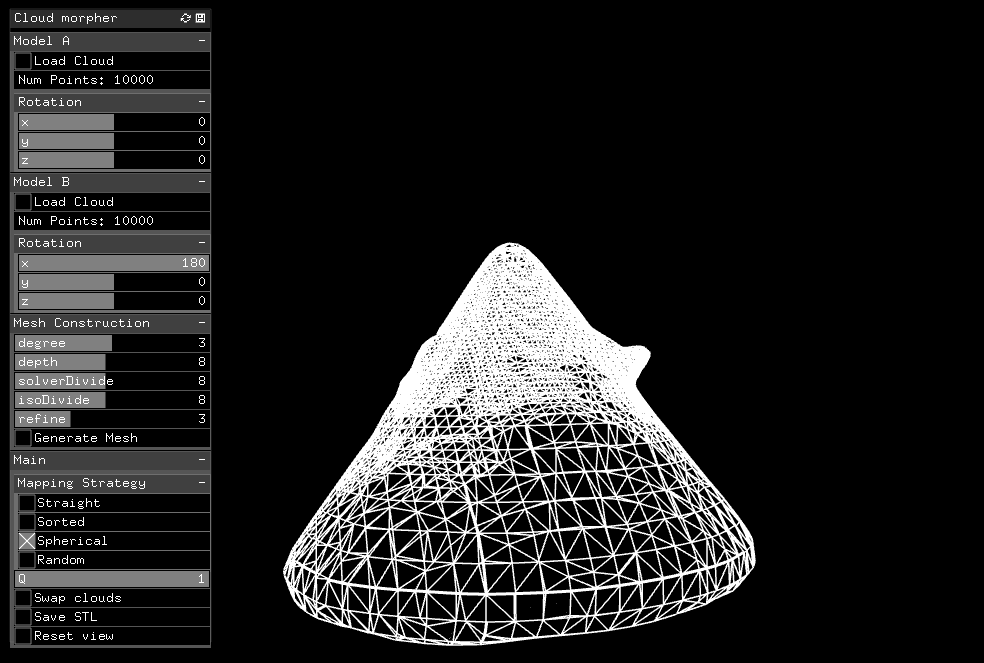 Cloud morpher
Model A -
Load Cloud
Num Points: 10000
Rotation -
x 0
y 0
z 0
Model B -
Load Cloud
Num Points: 10000
Rotation -
x 180
y 0
z 0
Mesh Construction -
degree 3
depth 8
solverDivide 8
isoDivide 8
refine 3
Generate Mesh
Main -
Mapping Strategy -
Straight
Sorted
Spherical
Random
Q 1
Swap clouds
Save STL
Reset view